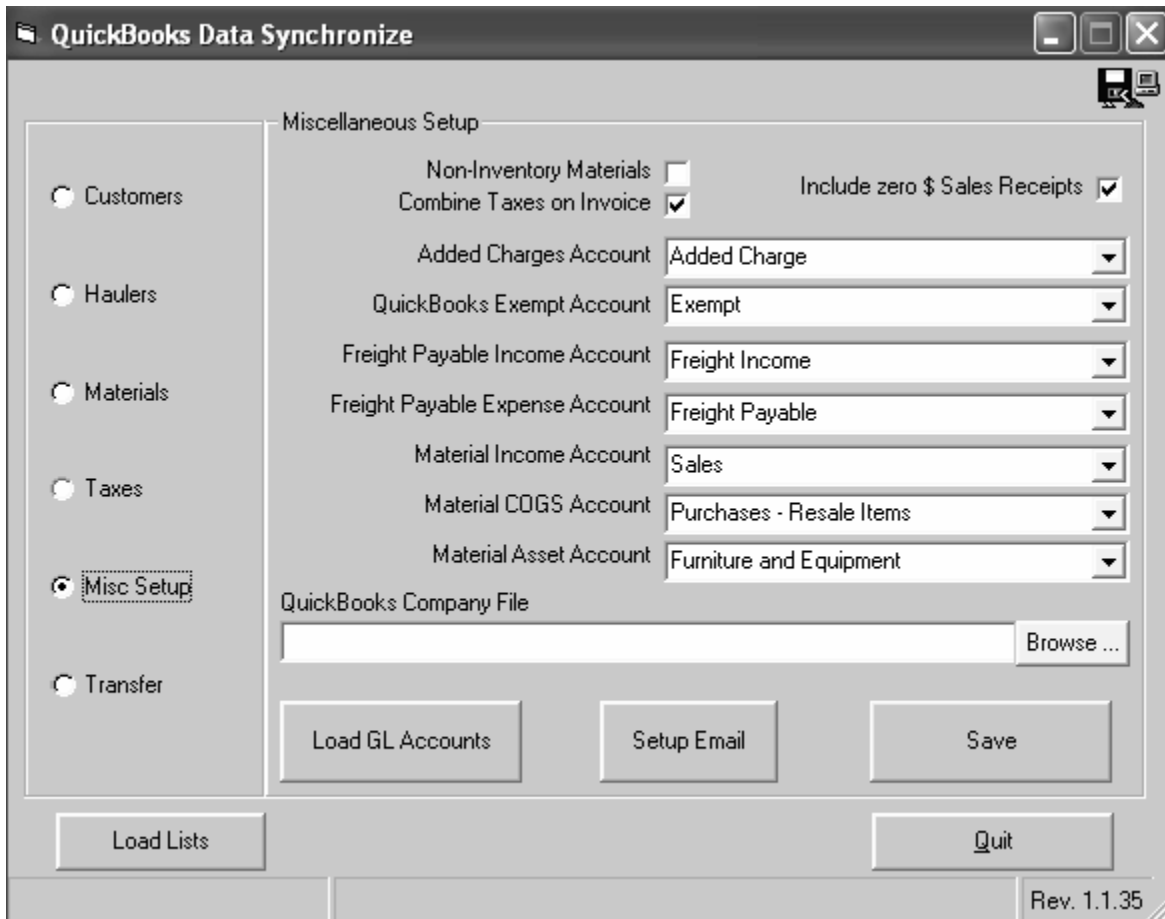 QuickBooks Data Synchronize
Miscellaneous Setup
Customers
Haulers
Materials
Taxes
Misc Setup
Transfer
Non-Inventory Materials
Combine Taxes on Invoice
Include zero $ Sales Receipts
Added Charges Account Added Charge
QuickBooks Exempt Account Exempt
Freight Payable Income Account Freight Income
Freight Payable Expense Account Freight Payable
Material Income Account Sales
Material COGS Account Purchases - Resale Items
Material Asset Account Furniture and Equipment
QuickBooks Company File
Browse ...
Load GL Accounts Setup Email Save
Load Lists Quit
Rev. 1.1.35